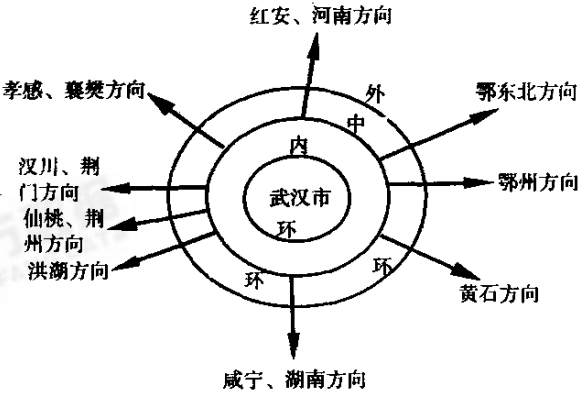 红安、河南方向
孝感、襄樊方向
外
鄂东北方向
中
内
汉川、荆
门方向
武汉市
鄂州方向
仙桃、荆
州方向
环
洪湖方向
环
环
黄石方向
咸宁、湖南方向